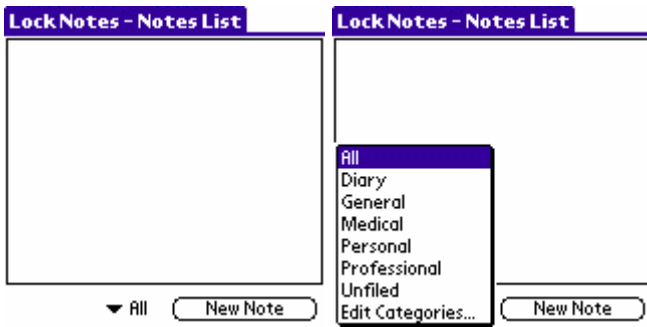 Lock Notes - Notes List
All
New Note
Lock Notes - Notes List
All
Diary
General
Medical
Personal
Professional
Unfiled
Edit Categories...
New Note